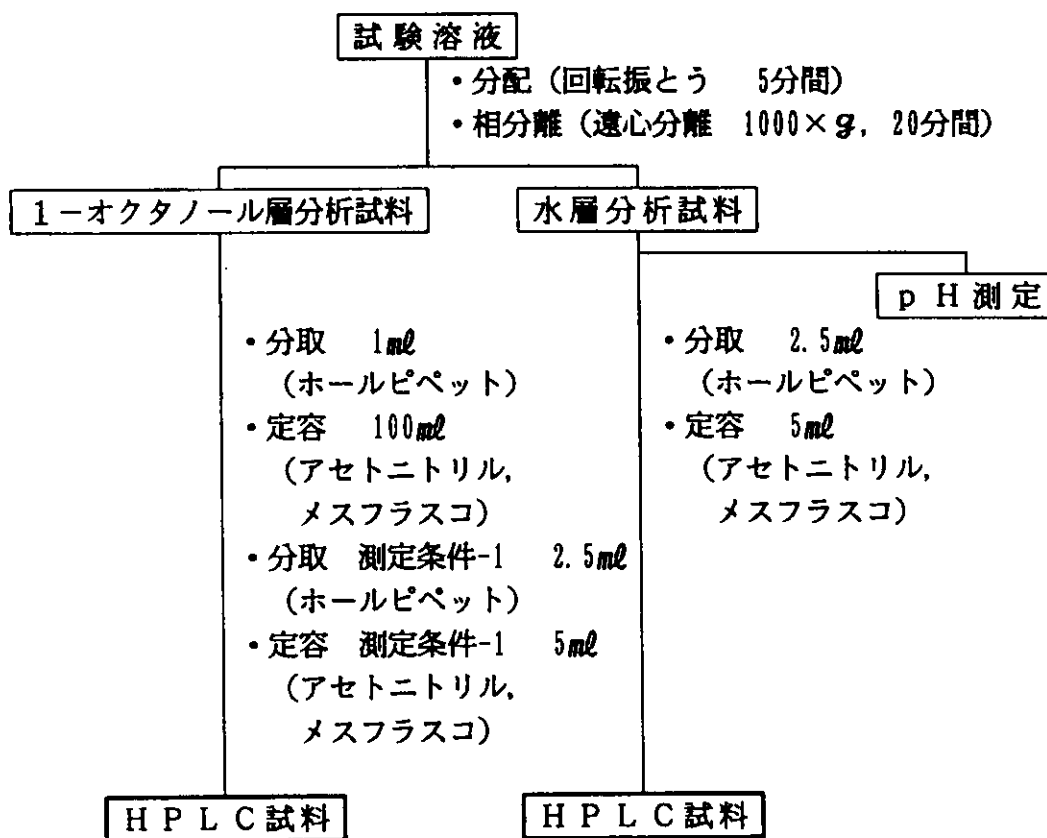 試験溶液
・分配（回転振とう　5分間）
・相分離（遠心分離　1000×g，20分間）
1－オクタノール層分析試料
水層分析試料
pH測定
・分取　1mℓ
（ホールピペット）
・定容　100mℓ
（アセトニトリル，
メスフラスコ）
・分取　測定条件-1　2.5mℓ
（ホールピペット）
・定容　測定条件-1　5mℓ
（アセトニトリル，
メスフラスコ）
・分取　2.5mℓ
（ホールピペット）
・定容　5mℓ
（アセトニトリル，
メスフラスコ）
HPLC試料
HPLC試料